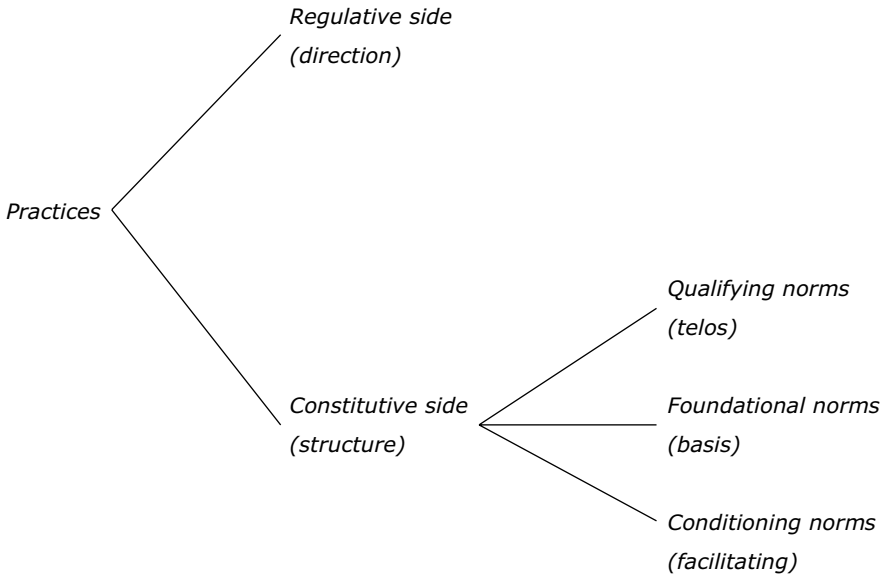 Regulative side
(direction)
Practices
Qualifying norms
(telos)
Constitutive side
(structure)
Foundational norms
(basis)
Conditioning norms
(facilitating)